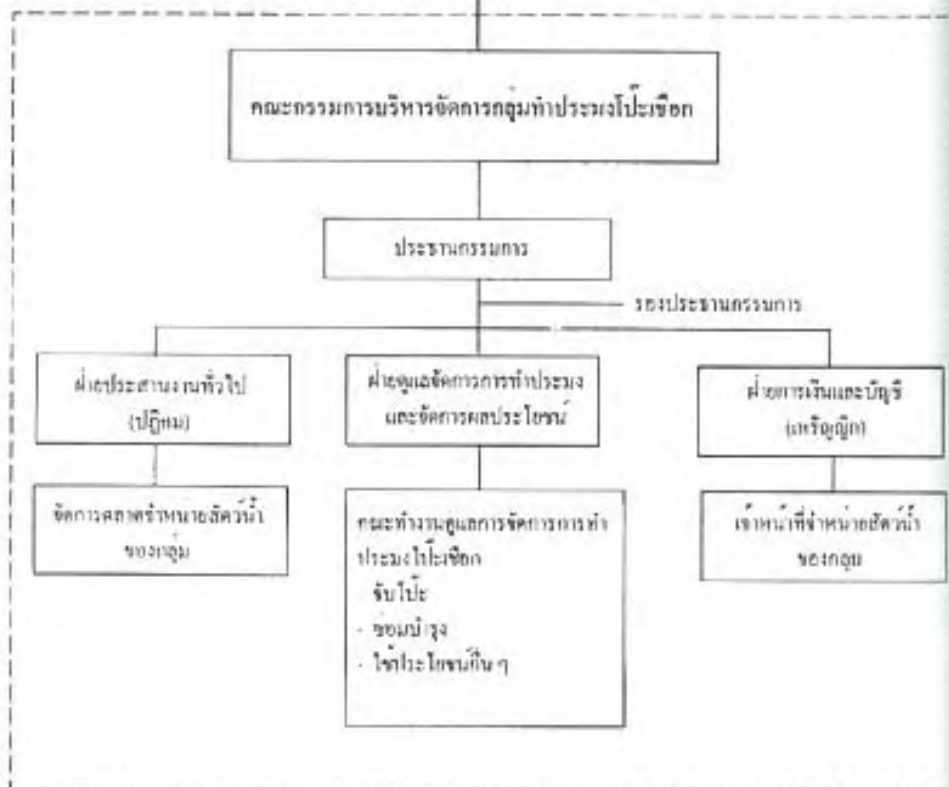 คณะกรรมการบริหารจัดการกลุ่มทำประมงโป๊ะเชือก
ประธานกรรมการ
รองประธานกรรมการ
ฝ่ายประสานงานทั่วไป
(ปฏิคม)
ฝ่ายดูแลจัดการการทำประมง
และจัดการผลประโยชน์
ฝ่ายการเงินและบัญชี
(เหรัญญิก)
จัดการตลาดจำหน่ายสัตว์น้ำ
ของกลุ่ม
คณะทำงานดูแลการจัดการการทำ
ประมงโป๊ะเชือก
จับโป๊ะ
- ซ่อมบำรุง
- ใช้ประโยชน์อื่น ๆ
เจ้าหน้าที่จำหน่ายสัตว์น้ำ
ของกลุ่ม